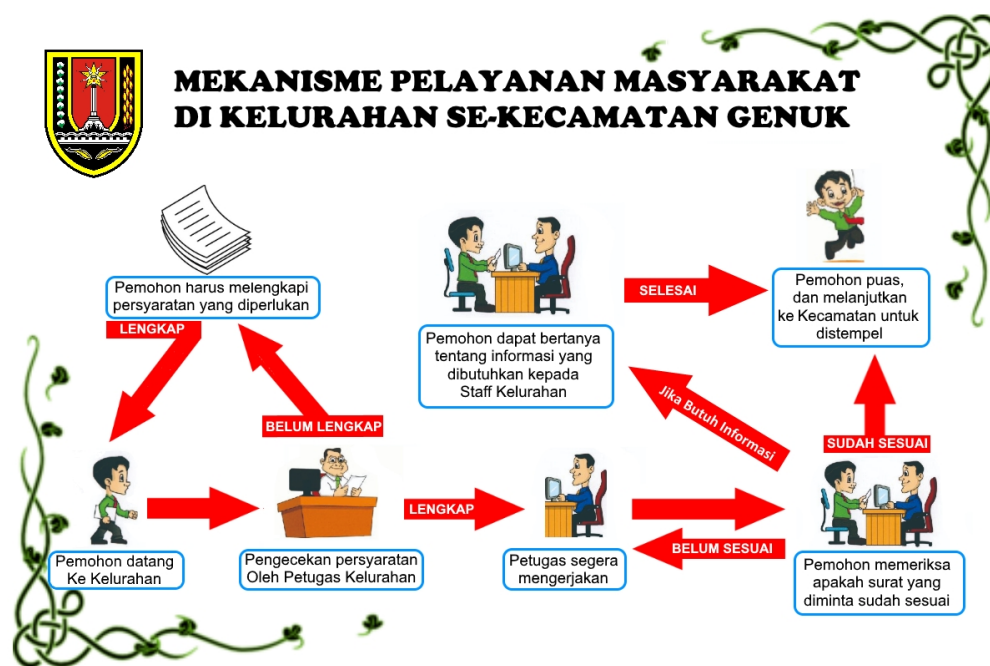 MEKANISME PELAYANAN MASYARAKAT
DI KELURAHAN SE-KECAMATAN GENUK
Pemohon harus melengkapi
persyaratan yang diperlukan
LENGKAP
Pemohon datang
Ke Kelurahan
BELUM LENGKAP
Pengecekan persyaratan
Oleh Petugas Kelurahan
LENGKAP
Petugas segera
mengerjakan
BELUM SESUAI
Pemohon memeriksa
apakah surat yang
diminta sudah sesuai
Jika Butuh Informasi
Pemohon dapat bertanya
tentang informasi yang
dibutuhkan kepada
Staff Kelurahan
SELESAI
SUDAH SESUAI
Pemohon puas,
dan melanjutkan
ke Kecamatan untuk
distempel